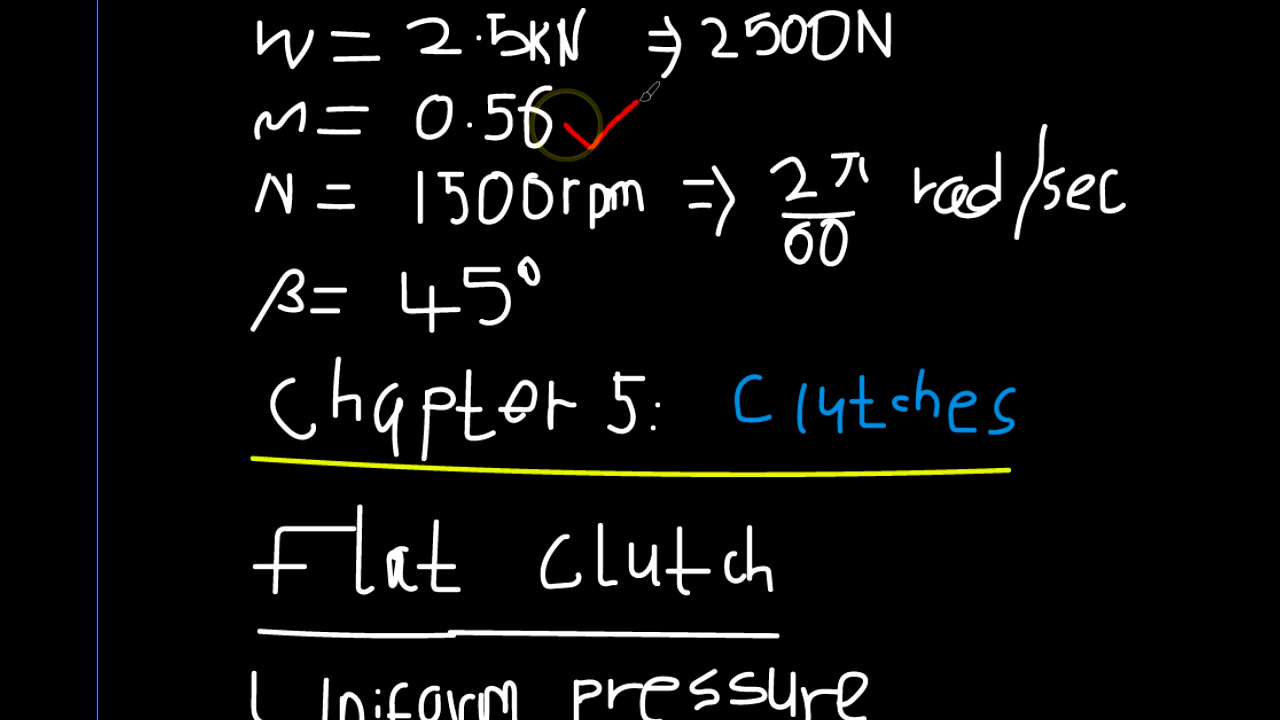 W = 2.5KN ⇒ 2500N
M = 0.56
N = 1500rpm ⇒ 2π/60 rad/sec
β = 45°
Chapter 5: Clutches
Flat Clutch
Uniform pressure